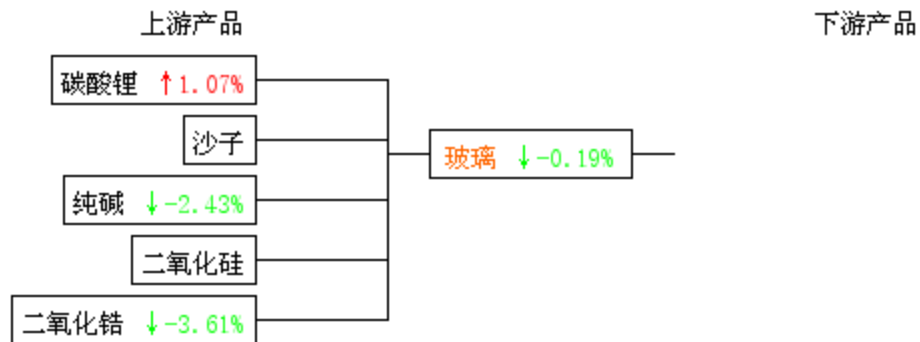 上游产品
下游产品
碳酸锂 ↑1.07%
沙子
玻璃 ↓-0.19%
纯碱 ↓-2.43%
二氧化硅
二氧化锆 ↓-3.61%